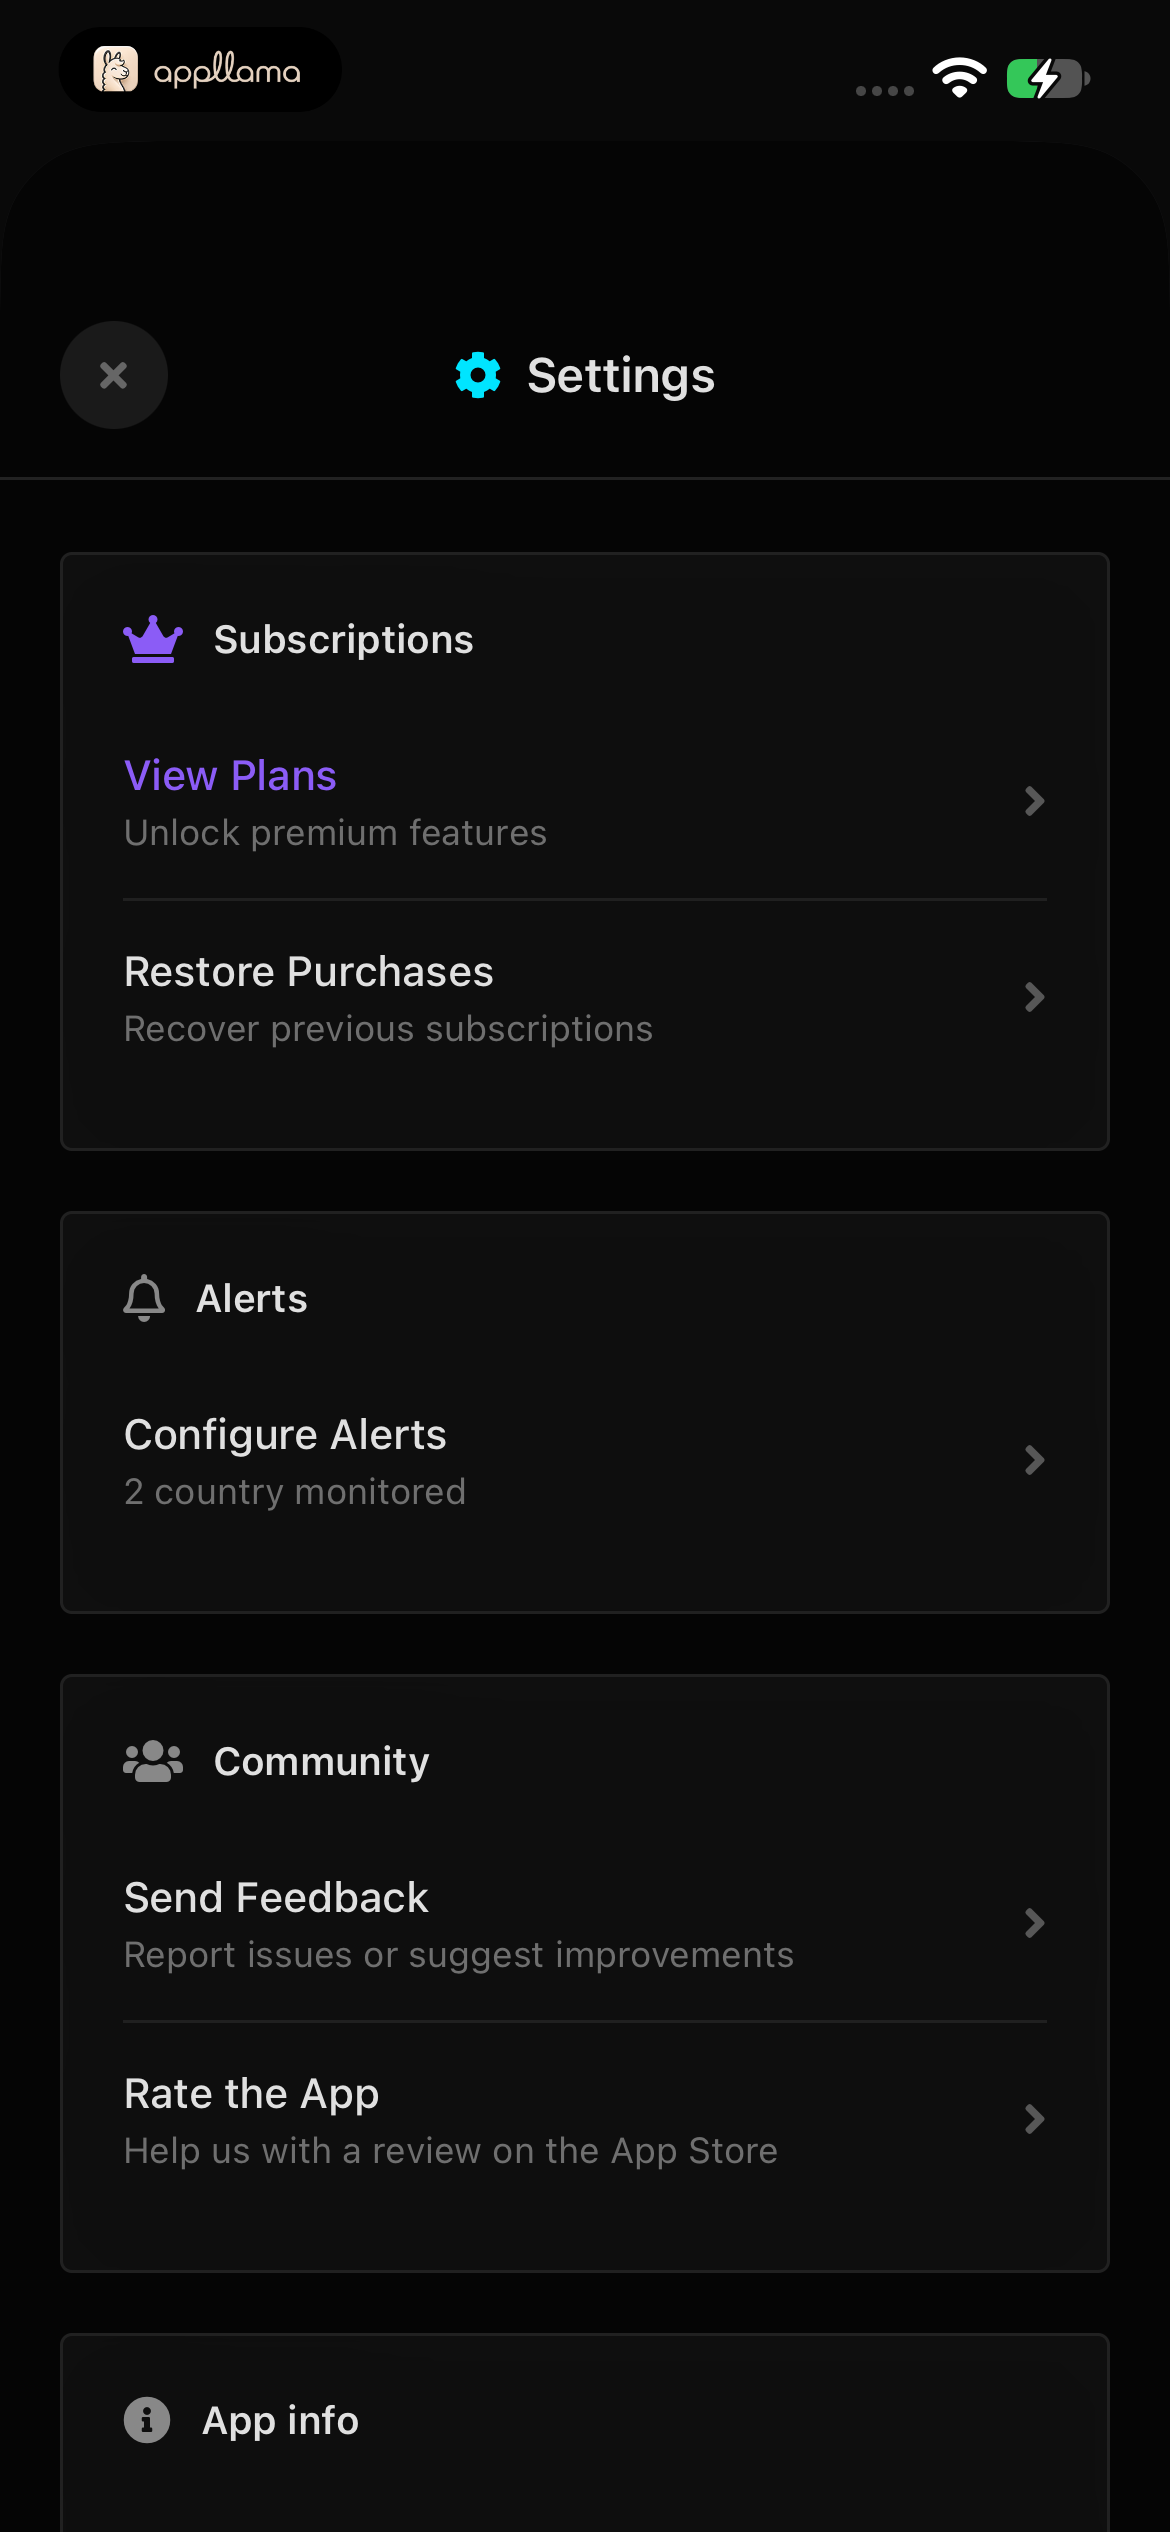 appllama
Settings
Subscriptions
View Plans
Unlock premium features
Restore Purchases
Recover previous subscriptions
Alerts
Configure Alerts
2 country monitored
Community
Send Feedback
Report issues or suggest improvements
Rate the App
Help us with a review on the App Store
App info